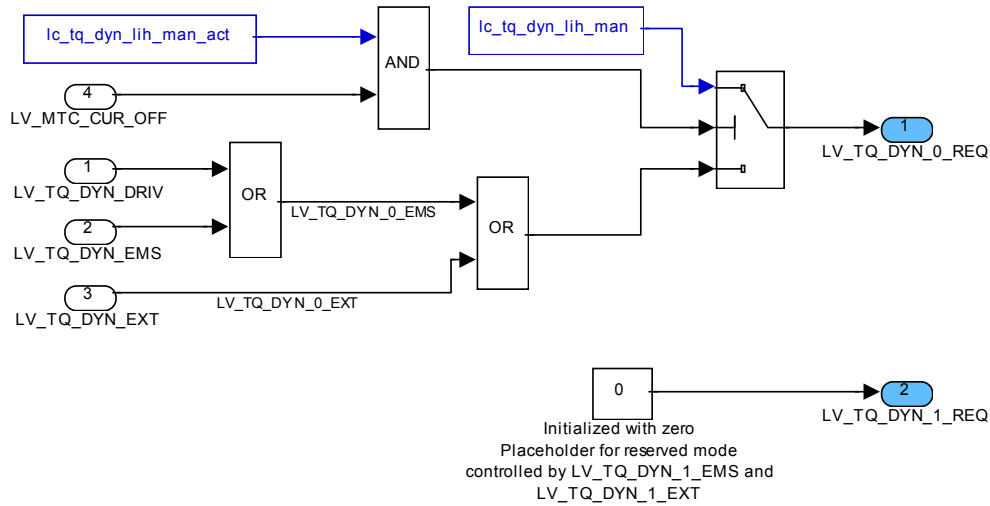 lc_tq_dyn_lih_man_act
lc_tq_dyn_lih_man
AND
4
LV_MTC_CUR_OFF
1
LV_TQ_DYN_0_REQ
1
LV_TQ_DYN_DRIV
OR
LV_TQ_DYN_0_EMS
2
LV_TQ_DYN_EMS
OR
3
LV_TQ_DYN_EXT
LV_TQ_DYN_0_EXT
0
2
LV_TQ_DYN_1_REQ
Initialized with zero
Placeholder for reserved mode
controlled by LV_TQ_DYN_1_EMS and
LV_TQ_DYN_1_EXT